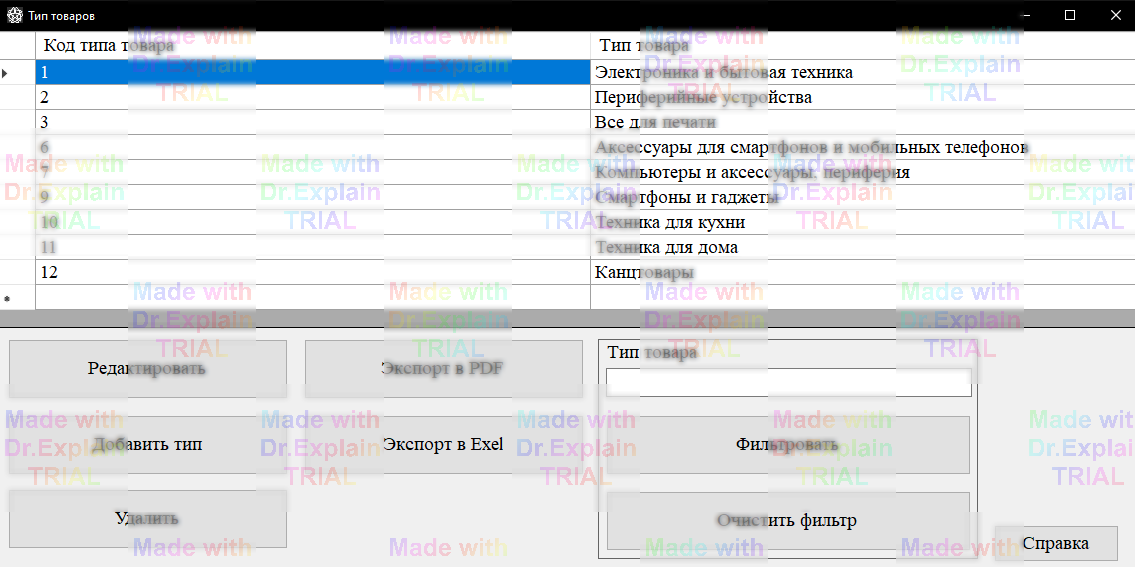 Тип товаров
Код типа товара Тип товара
1 Электроника и бытовая техника
2 Периферийные устройства
3 Все для печати
6 Аксессуары для смартфонов и мобильных телефонов
7 Компьютеры и аксессуары, периферия
9 Смартфоны и гаджеты
10 Техника для кухни
11 Техника для дома
12 Канцтовары
Редактировать Экспорт в PDF Тип товара
Добавить тип Экспорт в Exel Фильтровать
Удалить Очистить фильтр
Справка
Made with
Dr.Explain
TRIAL